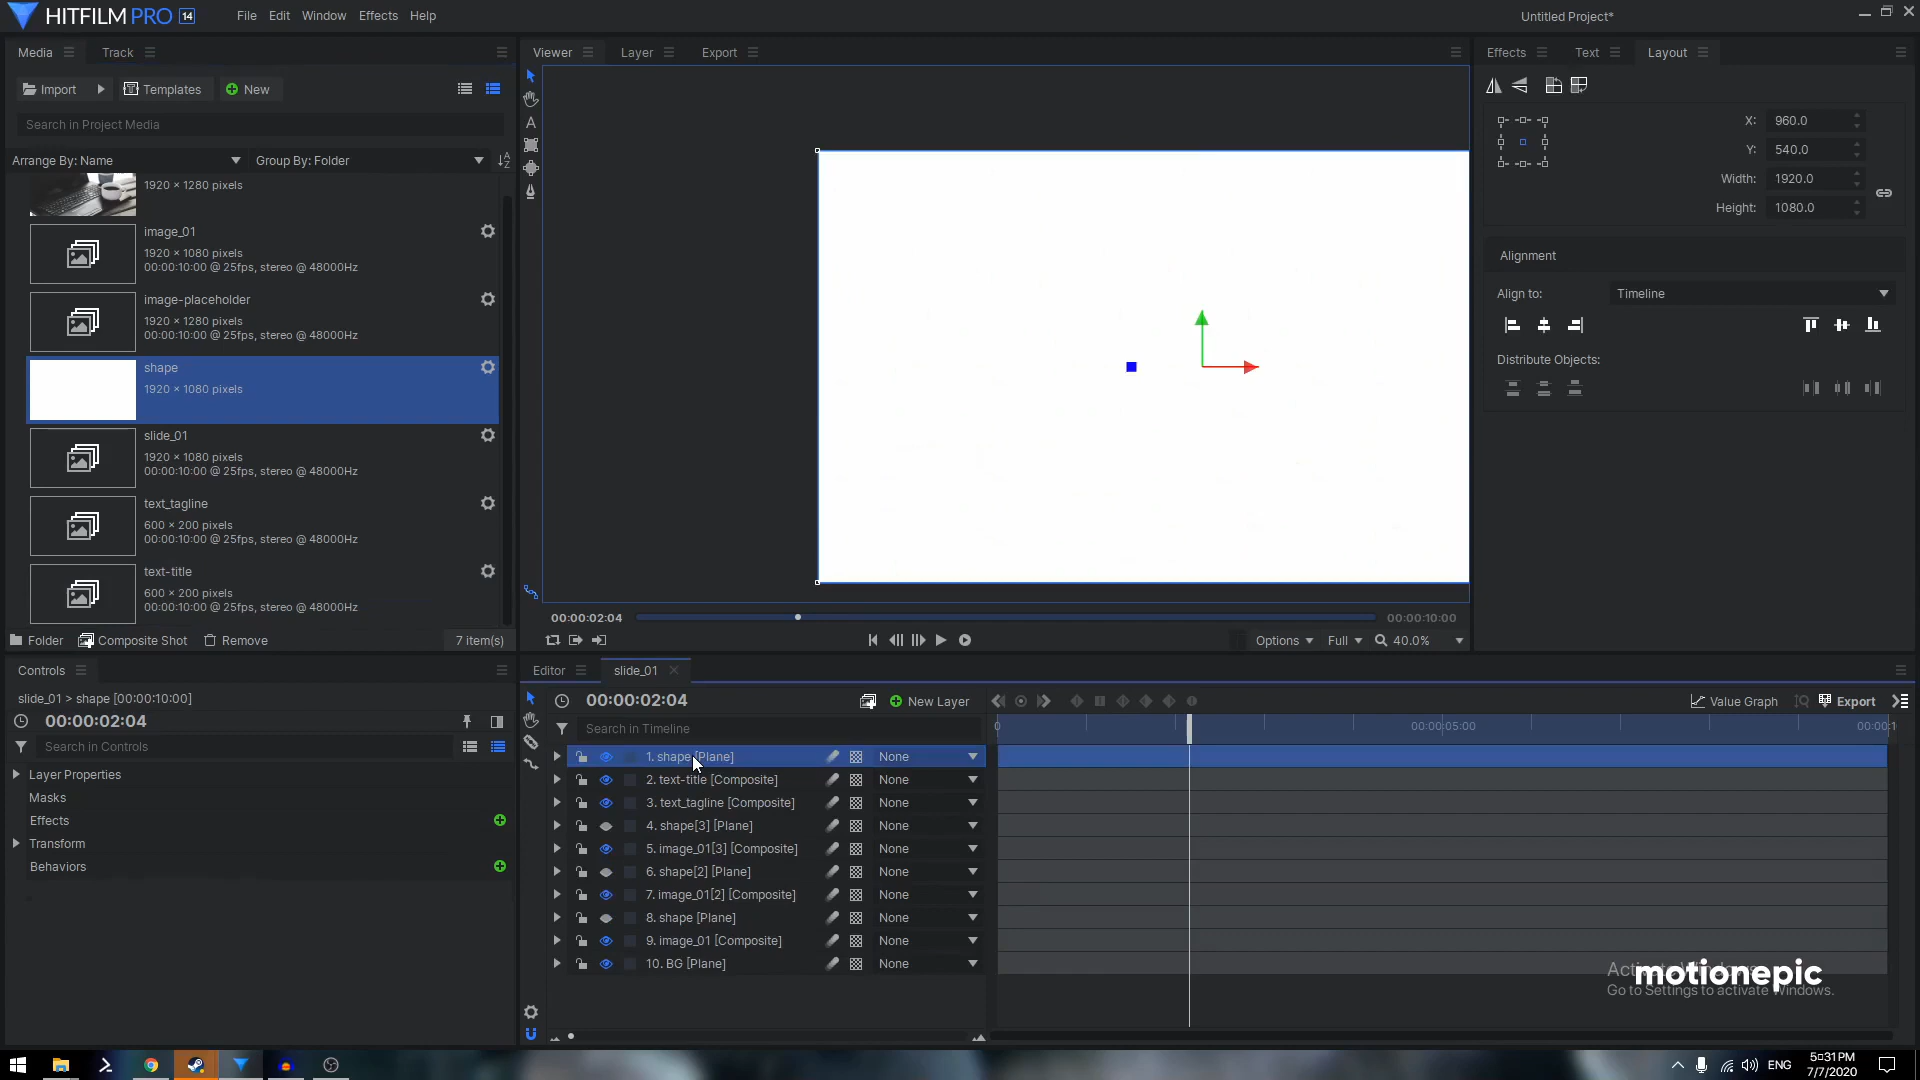 HITFILM PRO 14
File Edit Window Effects Help
Untitled Project*
Media Track
Viewer Layer Export
Effects Text Layout
Import Templates New
Search in Project Media
Arrange By: Name Group By: Folder
1920 × 1280 pixels
image_01
1920 × 1080 pixels
00:00:10:00 @ 25fps, stereo @ 48000Hz
image-placeholder
1920 × 1280 pixels
00:00:10:00 @ 25fps, stereo @ 48000Hz
shape
1920 × 1080 pixels
slide_01
1920 × 1080 pixels
00:00:10:00 @ 25fps, stereo @ 48000Hz
text_tagline
600 × 200 pixels
00:00:10:00 @ 25fps, stereo @ 48000Hz
text-title
600 × 200 pixels
00:00:10:00 @ 25fps, stereo @ 48000Hz
Folder Composite Shot Remove 7 item(s)
A
00:00:02:04 00:00:10:00
Options Full 40.0%
X: 960.0
Y: 540.0
Width: 1920.0
Height: 1080.0
Alignment
Align to: Timeline
Distribute Objects:
Controls
slide_01 > shape [00:00:10:00]
00:00:02:04
Search in Controls
Layer Properties
Masks
Effects
Transform
Behaviors
Editor slide_01
00:00:02:04 New Layer Value Graph Export
Search in Timeline
0 00:00:05:00 00:00:1
1. shape [Plane] None
2. text-title [Composite] None
3. text_tagline [Composite] None
4. shape[3] [Plane] None
5. image_01[3] [Composite] None
6. shape[2] [Plane] None
7. image_01[2] [Composite] None
8. shape [Plane] None
9. image_01 [Composite] None
10. BG [Plane] None
motionepic
Go to Settings to activate Windows.
ENG
5:31 PM
7/7/2020